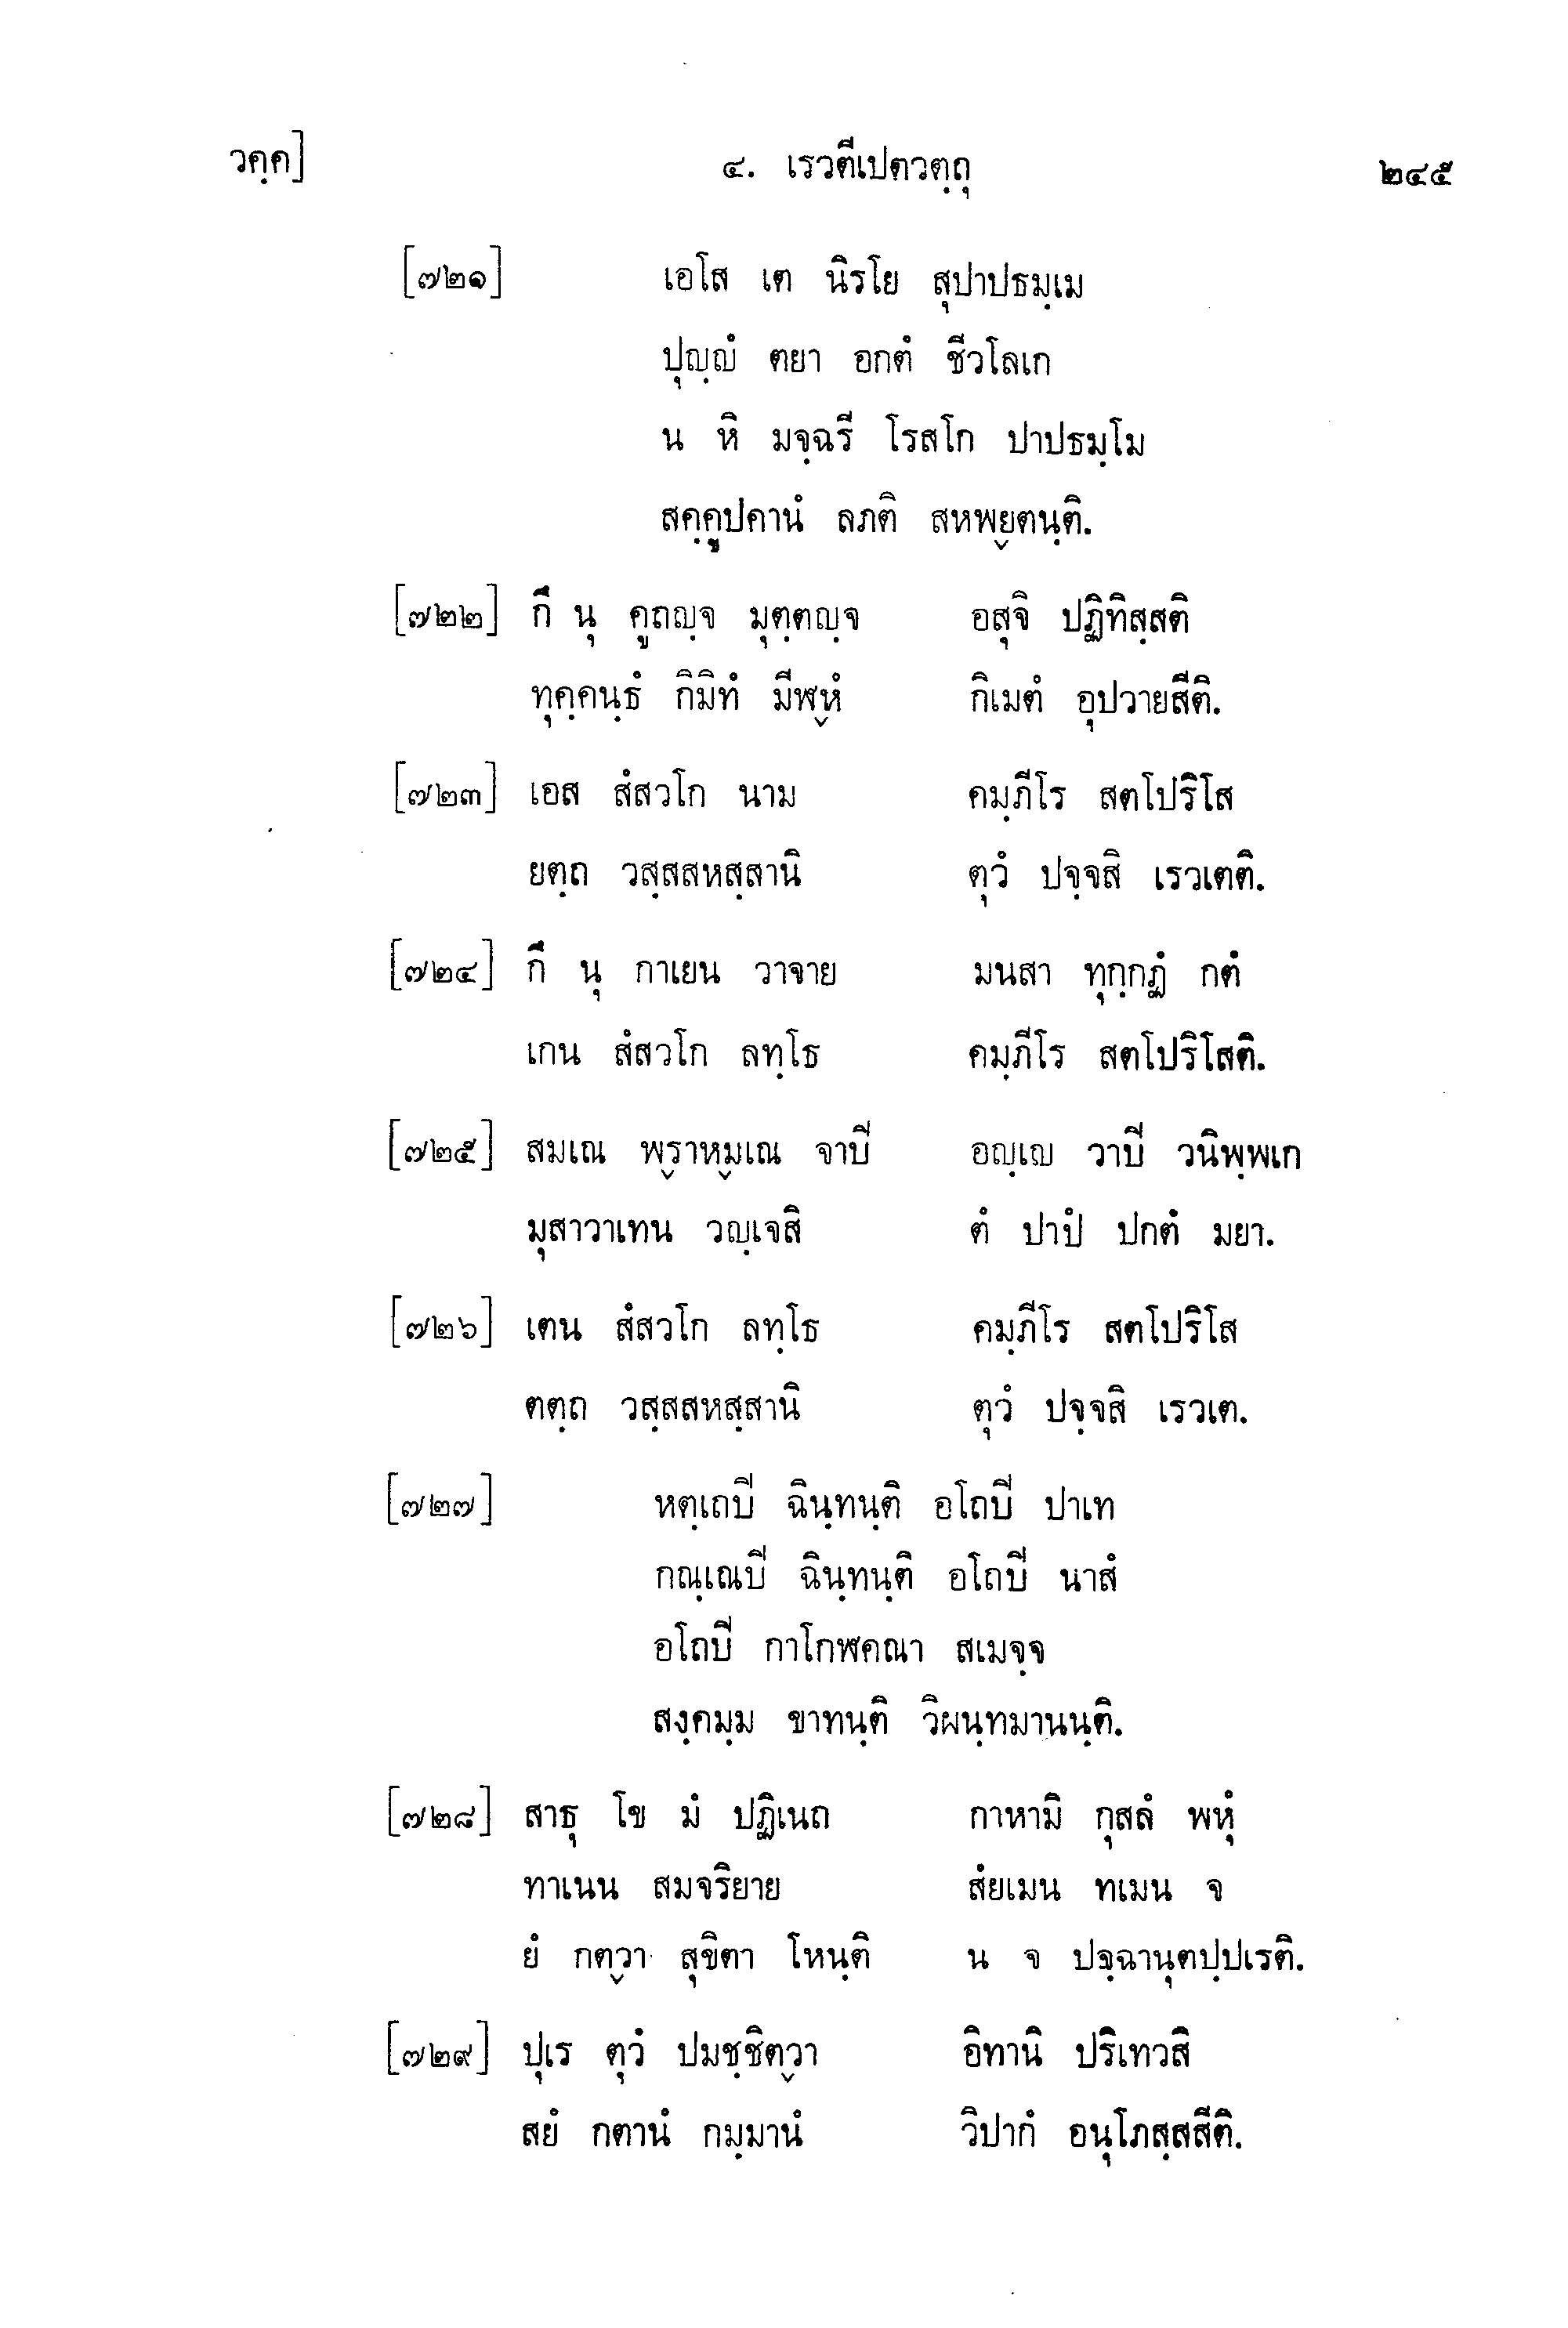 วคฺค] ๔. เรวตีเปตวตฺถุ ๒๔๕
[๗๒๑] เอโส เต นิรโย สุปาปธมฺเม
ปุญฺญํ ตยา อกตํ ชีวโลเก
น หิ มจฺฉรี โรสโก ปาปธมฺโม
สคฺคูปคานํ ลภติ สหพฺยตนฺติ.
[๗๒๒] กึ นุ คูถญฺจ มุตฺตญฺจ อสุจิ ปฏิทิสฺสติ
ทุคฺคนฺธํ กิมิทํ มีฬฺหํ กิเมตํ อุปวายสีติ.
[๗๒๓] เอส สํสวโก นาม คมฺภีโร สตโปริโส
ยตฺถ วสฺสสหสฺสานิ ตุวํ ปจฺจสิ เรวเตติ.
[๗๒๔] กึ นุ กาเยน วาจาย มนสา ทุกฺกฏํ กตํ
เกน สํสวโก ลทฺโธ คมฺภีโร สตโปริโสติ.
[๗๒๕] สมเณ พฺราหฺมเณ จาปิ อญฺเญ วาปิ วนิพฺพเก
มุสาวาเทน วญฺเจสิ ตํ ปาปํ ปกตํ มยา.
[๗๒๖] เตน สํสวโก ลทฺโธ คมฺภีโร สตโปริโส
ตตฺถ วสฺสสหสฺสานิ ตุวํ ปจฺจสิ เรวเต.
[๗๒๗] หตฺเถปิ ฉินฺทนฺติ อโถปิ ปาเท
กณฺเณปิ ฉินฺทนฺติ อโถปิ นาสํ
อโถปิ กาโกฬคณา สเมจฺจ
สงฺคมฺม ขาทนฺติ วิผนฺทมานนฺติ.
[๗๒๘] สาธุ โข มํ ปฏิเนถ กาหามิ กุสลํ พหุํ
ทาเนน สมจริยาย สํยเมน ทเมน จ
ยํ กตฺวา สุขิตา โหนฺติ น จ ปจฺฉานุตปฺปเรติ.
[๗๒๙] ปุเร ตุวํ ปมชฺชิตฺวา อิทานิ ปริเทวสิ
สยํ กตานํ กมฺมานํ วิปากํ อนุโภสฺสสีติ.